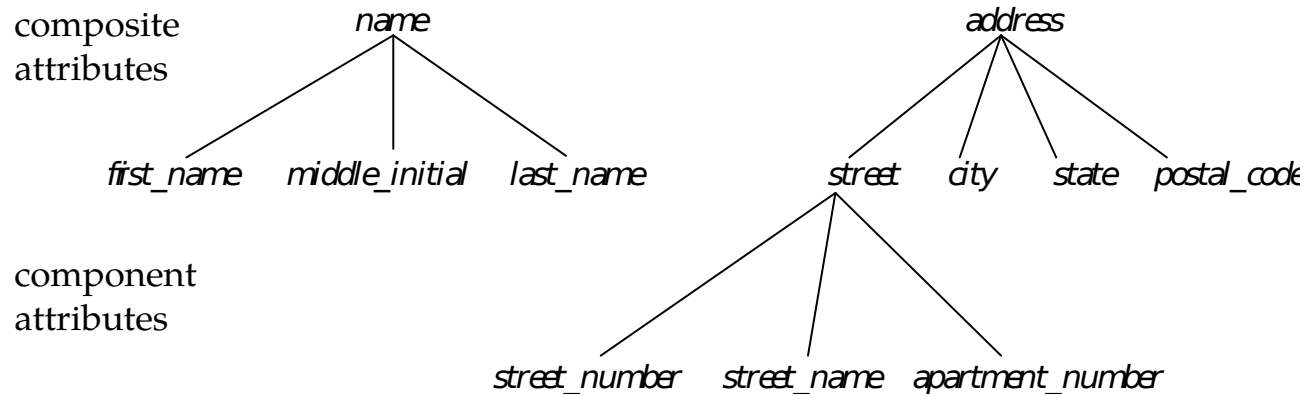 composite
attributes
name
address
first_name middle_initial last_name
street city state postal_code
component
attributes
street_number street_name apartment_number